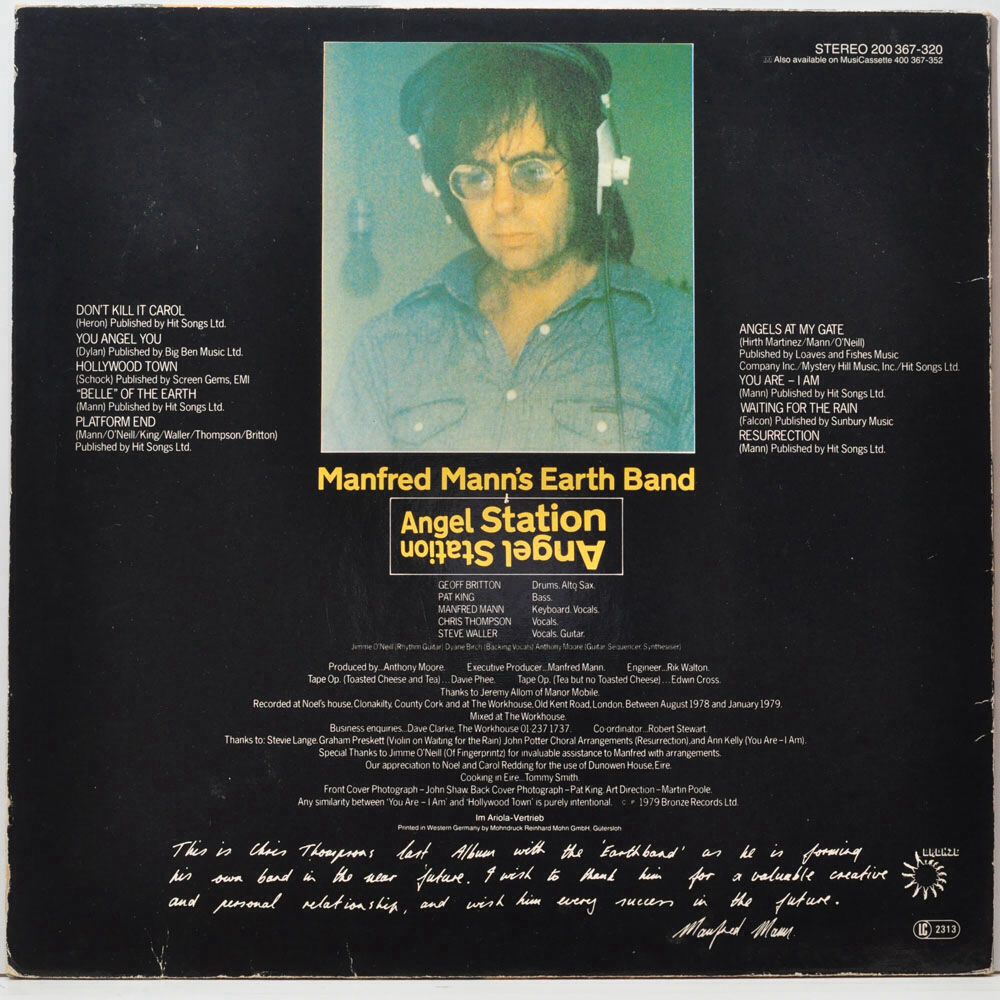 STEREO 200 367-320
Also available on MusiCassette 400 367-352
DON'T KILL IT CAROL
(Heron) Published by Hit Songs Ltd.
YOU ANGEL YOU
(Dylan) Published by Big Ben Music Ltd.
HOLLYWOOD TOWN
(Schock) Published by Screen Gems, EMI
"BELLE" OF THE EARTH
(Mann) Published by Hit Songs Ltd.
PLATFORM END
(Mann/O'Neill/King/Waller/Thompson/Britton)
Published by Hit Songs Ltd.
ANGELS AT MY GATE
(Hirth Martinez/Mann/O'Neill)
Published by Loaves and Fishes Music
Company Inc./Mystery Hill Music, Inc./Hit Songs Ltd.
YOU ARE – I AM
(Mann) Published by Hit Songs Ltd.
WAITING FOR THE RAIN
(Falcon) Published by Sunbury Music
RESURRECTION
(Mann) Published by Hit Songs Ltd.
Manfred Mann's Earth Band
Angel Station
Angel Station
GEOFF BRITTON Drums, Alto Sax.
PAT KING Bass.
MANFRED MANN Keyboard. Vocals.
CHRIS THOMPSON Vocals.
STEVE WALLER Vocals. Guitar.
Jimme O'Neil (Rhythm Guitar) Dyane Birch (Backing Vocals) Anthony Moore (Guitar Sequencer Synthesiser)
Produced by...Anthony Moore. Executive Producer...Manfred Mann. Engineer...Rik Walton.
Tape Op. (Toasted Cheese and Tea)...Davie Phee. Tape Op. (Tea but no Toasted Cheese)...Edwin Cross.
Thanks to Jeremy Allom of Manor Mobile.
Recorded at Noel's house, Clonakilty, County Cork and at The Workhouse, Old Kent Road, London. Between August 1978 and January 1979.
Mixed at The Workhouse.
Business enquiries...Dave Clarke, The Workhouse 01-237 1737. Co-ordinator...Robert Stewart.
Thanks to: Stevie Lange. Graham Preskett (Violin on Waiting for the Rain) John Potter Choral Arrangements (Resurrection), and Ann Kelly (You Are – I Am).
Special Thanks to Jimme O'Neil (Of Fingerprintz) for invaluable assistance to Manfred with arrangements.
Our appreciation to Noel and Carol Redding for the use of Dunowen House, Eire.
Cooking in Eire...Tommy Smith.
Front Cover Photograph – John Shaw. Back Cover Photograph – Pat King. Art Direction – Martin Poole.
Any similarity between 'You Are – I Am' and 'Hollywood Town' is purely intentional. © ℗ 1979 Bronze Records Ltd.
Im Ariola-Vertrieb
Printed in Western Germany by Mohndruck Reinhard Mohn GmbH, Gütersloh
This is Chris Thompsons last Album with the 'Earthband' as he is forming
his own band in the near future. I wish to thank him for a valuable creative
and personal relationship, and wish him every success in the future.
Manfred Mann.
BRONZE
LC 2313